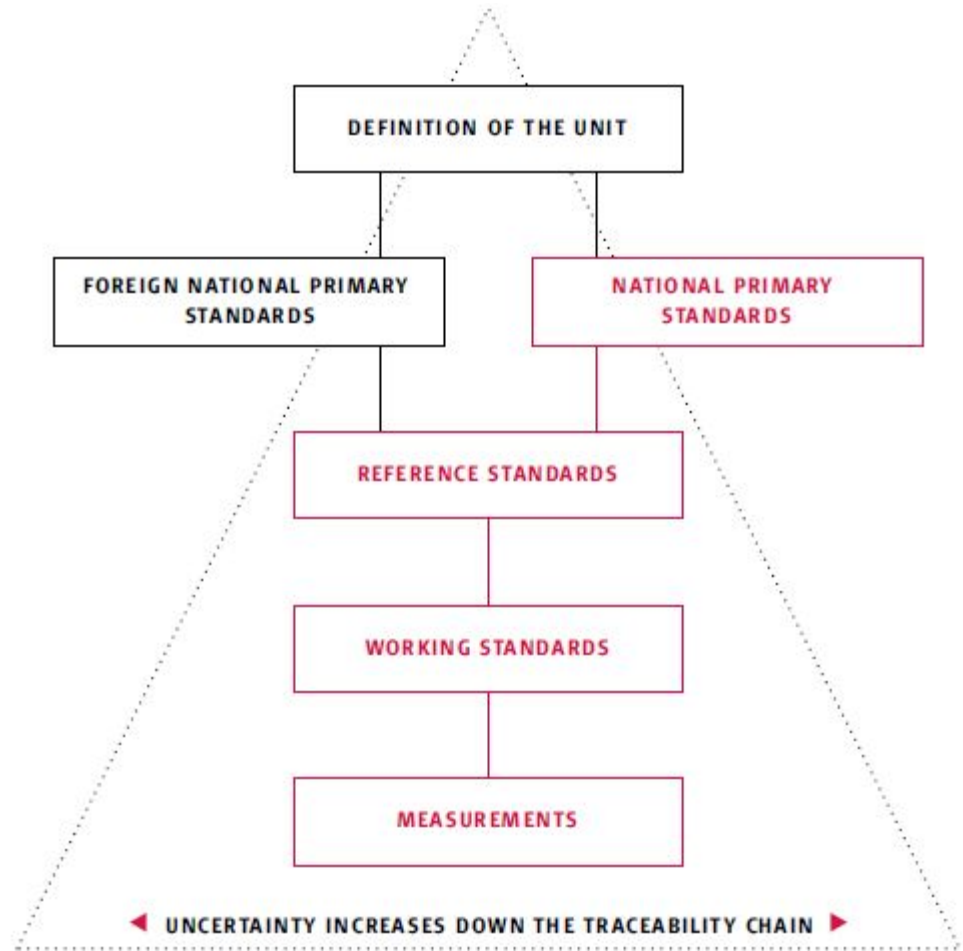 DEFINITION OF THE UNIT
FOREIGN NATIONAL PRIMARY
STANDARDS
NATIONAL PRIMARY
STANDARDS
REFERENCE STANDARDS
WORKING STANDARDS
MEASUREMENTS
UNCERTAINTY INCREASES DOWN THE TRACEABILITY CHAIN